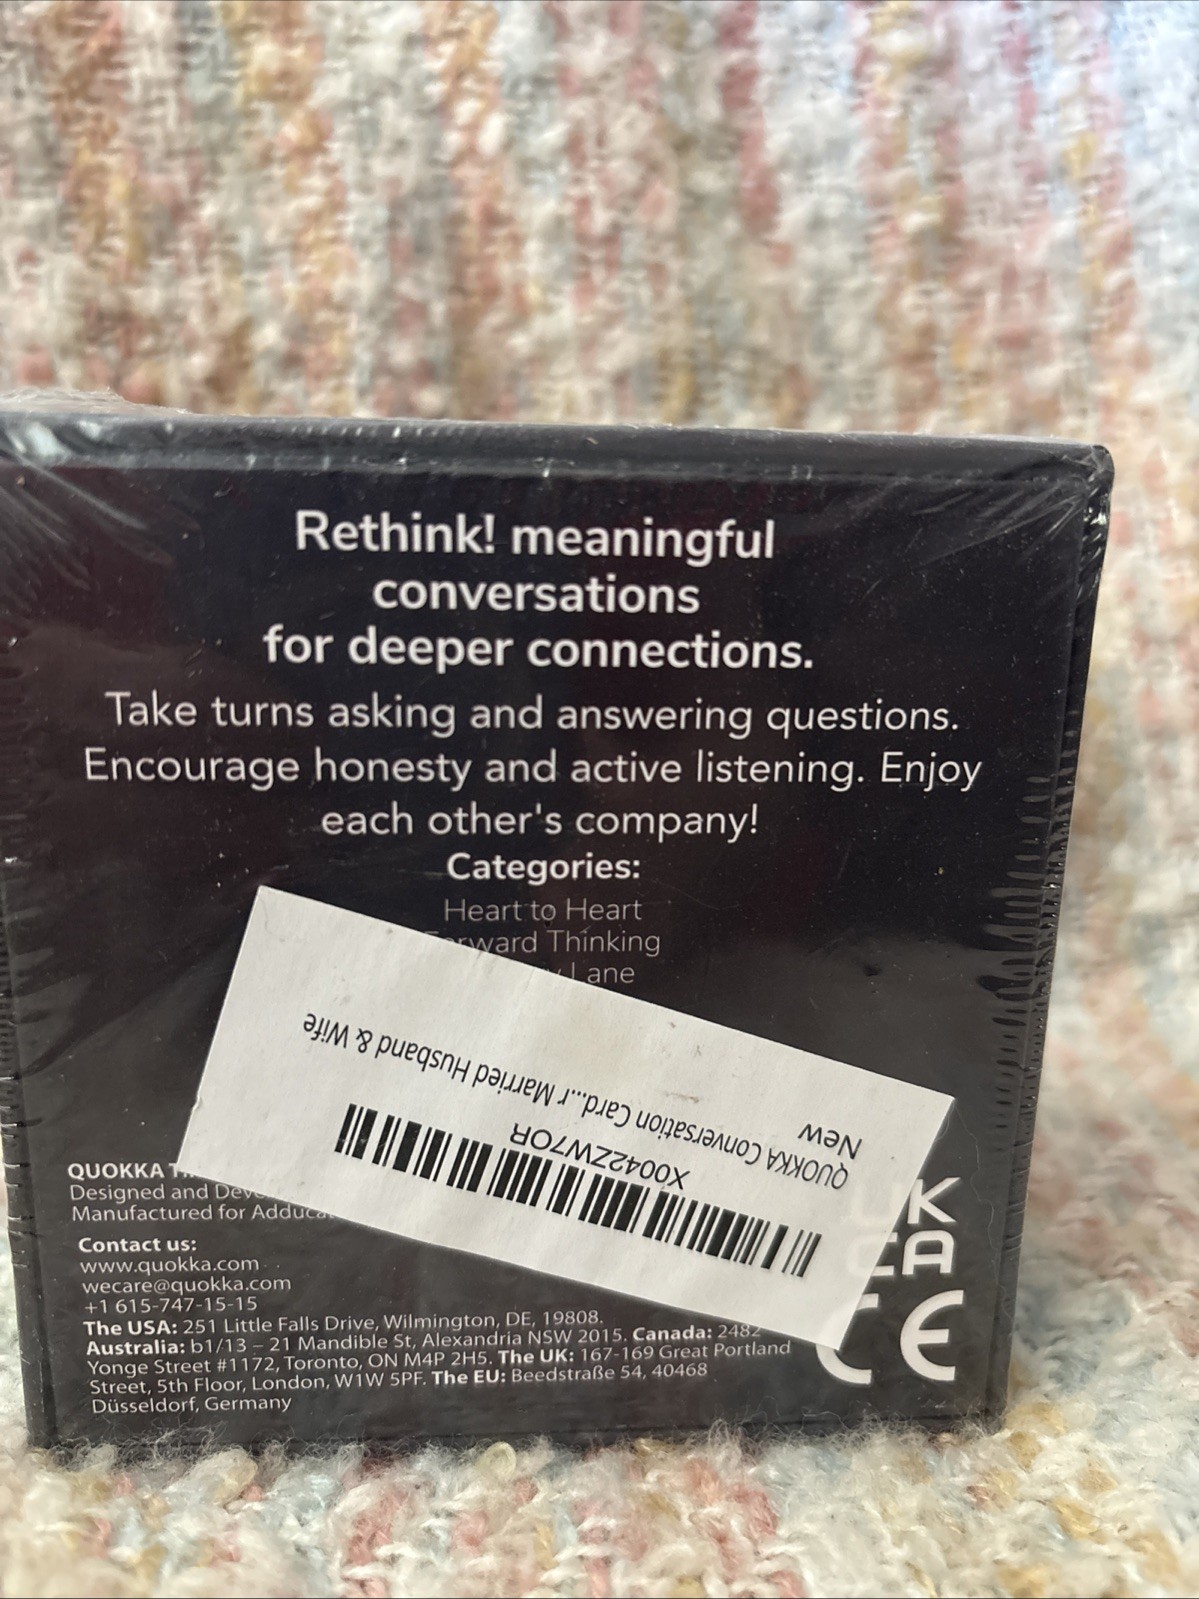 Rethink! meaningful
conversations
for deeper connections.
Take turns asking and answering questions.
Encourage honesty and active listening. Enjoy
each other's company!
Categories:
Heart to Heart
Thinking
Lane
QUOKKA Conversation Card...r Married Husband & Wife
New
X0042ZW7OR
QUOKKA
Designed and
Manufactured for
Contact us:
www.quokka.com
wecare@quokka.com
+1 615-747-15-15
The USA: 251 Little Falls Drive, Wilmington, DE, 19808.
Australia: b1/13 – 21 Mandible St, Alexandria NSW 2015. Canada: 2482
Yonge Street #1172, Toronto, ON M4P 2H5. The UK: 167-169 Great Portland
Street, 5th Floor, London, W1W 5PF. The EU: Beedstraße 54, 40468
Düsseldorf, Germany
UK
CA
CE